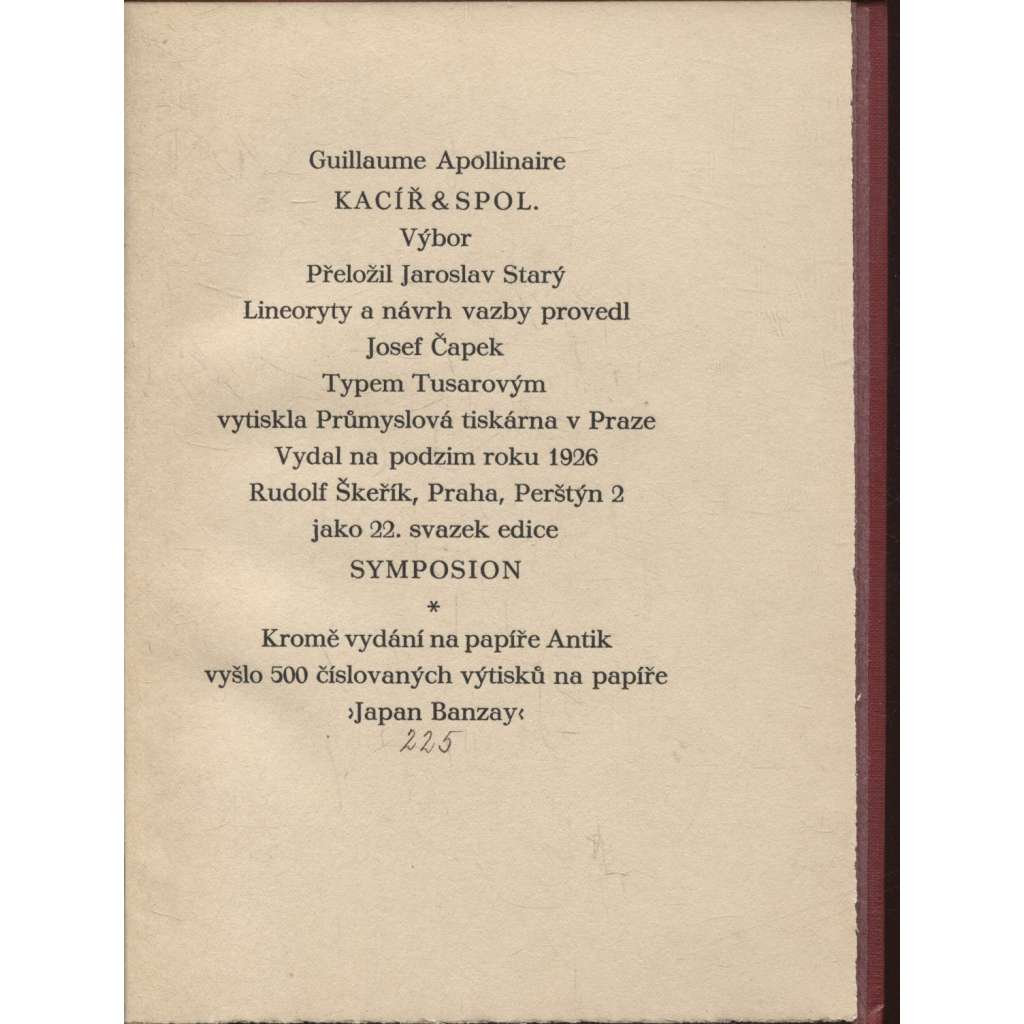 Guillaume Apollinaire
KACÍŘ & SPOL.
Výbor
Přeložil Jaroslav Starý
Lineoryty a návrh vazby provedl
Josef Čapek
Typem Tusarovým
vytiskla Průmyslová tiskárna v Praze
Vydal na podzim roku 1926
Rudolf Škeřík, Praha, Perštýn 2
jako 22. svazek edice
SYMPOSION
*
Kromě vydání na papíře Antik
vyšlo 500 číslovaných výtisků na papíře
›Japan Banzay‹
225